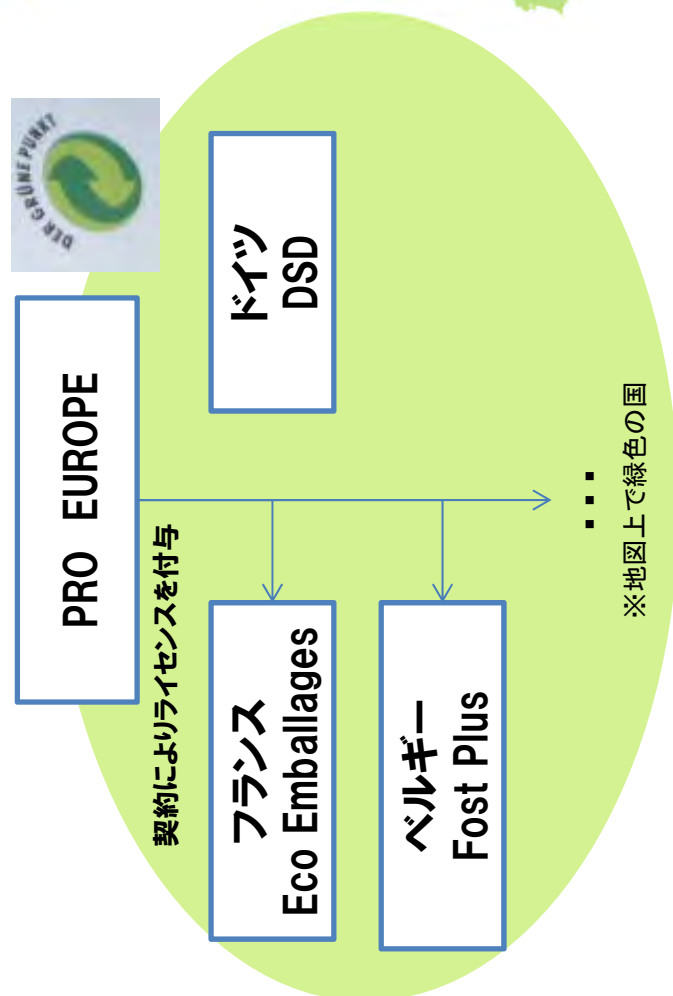 DER GRÜNE PUNKT
PRO EUROPE
契約によりライセンスを付与
フランス
Eco Emballages
ドイツ
DSD
ベルギー
Fost Plus
...
※地図上で緑色の国